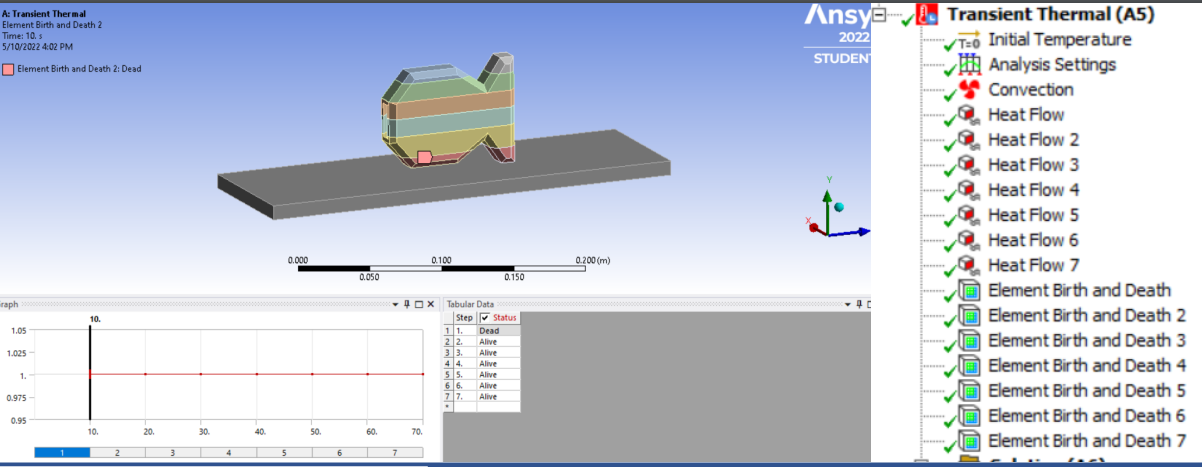 A: Transient Thermal
Element Birth and Death 2
Time: 10. s
5/10/2022 4:02 PM
Element Birth and Death 2: Dead
Ansy
2022
STUDEN
Y
X
0.000 0.100 0.200 (m)
0.050 0.150
Transient Thermal (A5)
T=0 Initial Temperature
Analysis Settings
Convection
Heat Flow
Heat Flow 2
Heat Flow 3
Heat Flow 4
Heat Flow 5
Heat Flow 6
Heat Flow 7
Element Birth and Death
Element Birth and Death 2
Element Birth and Death 3
Element Birth and Death 4
Element Birth and Death 5
Element Birth and Death 6
Element Birth and Death 7
raph
10.
1.05
1.025
1.
0.975
0.95
10. 20. 30. 40. 50. 60. 70.
1 2 3 4 5 6 7
Tabular Data
Step Status
1 1. Dead
2 2. Alive
3 3. Alive
4 4. Alive
5 5. Alive
6 6. Alive
7 7. Alive
*